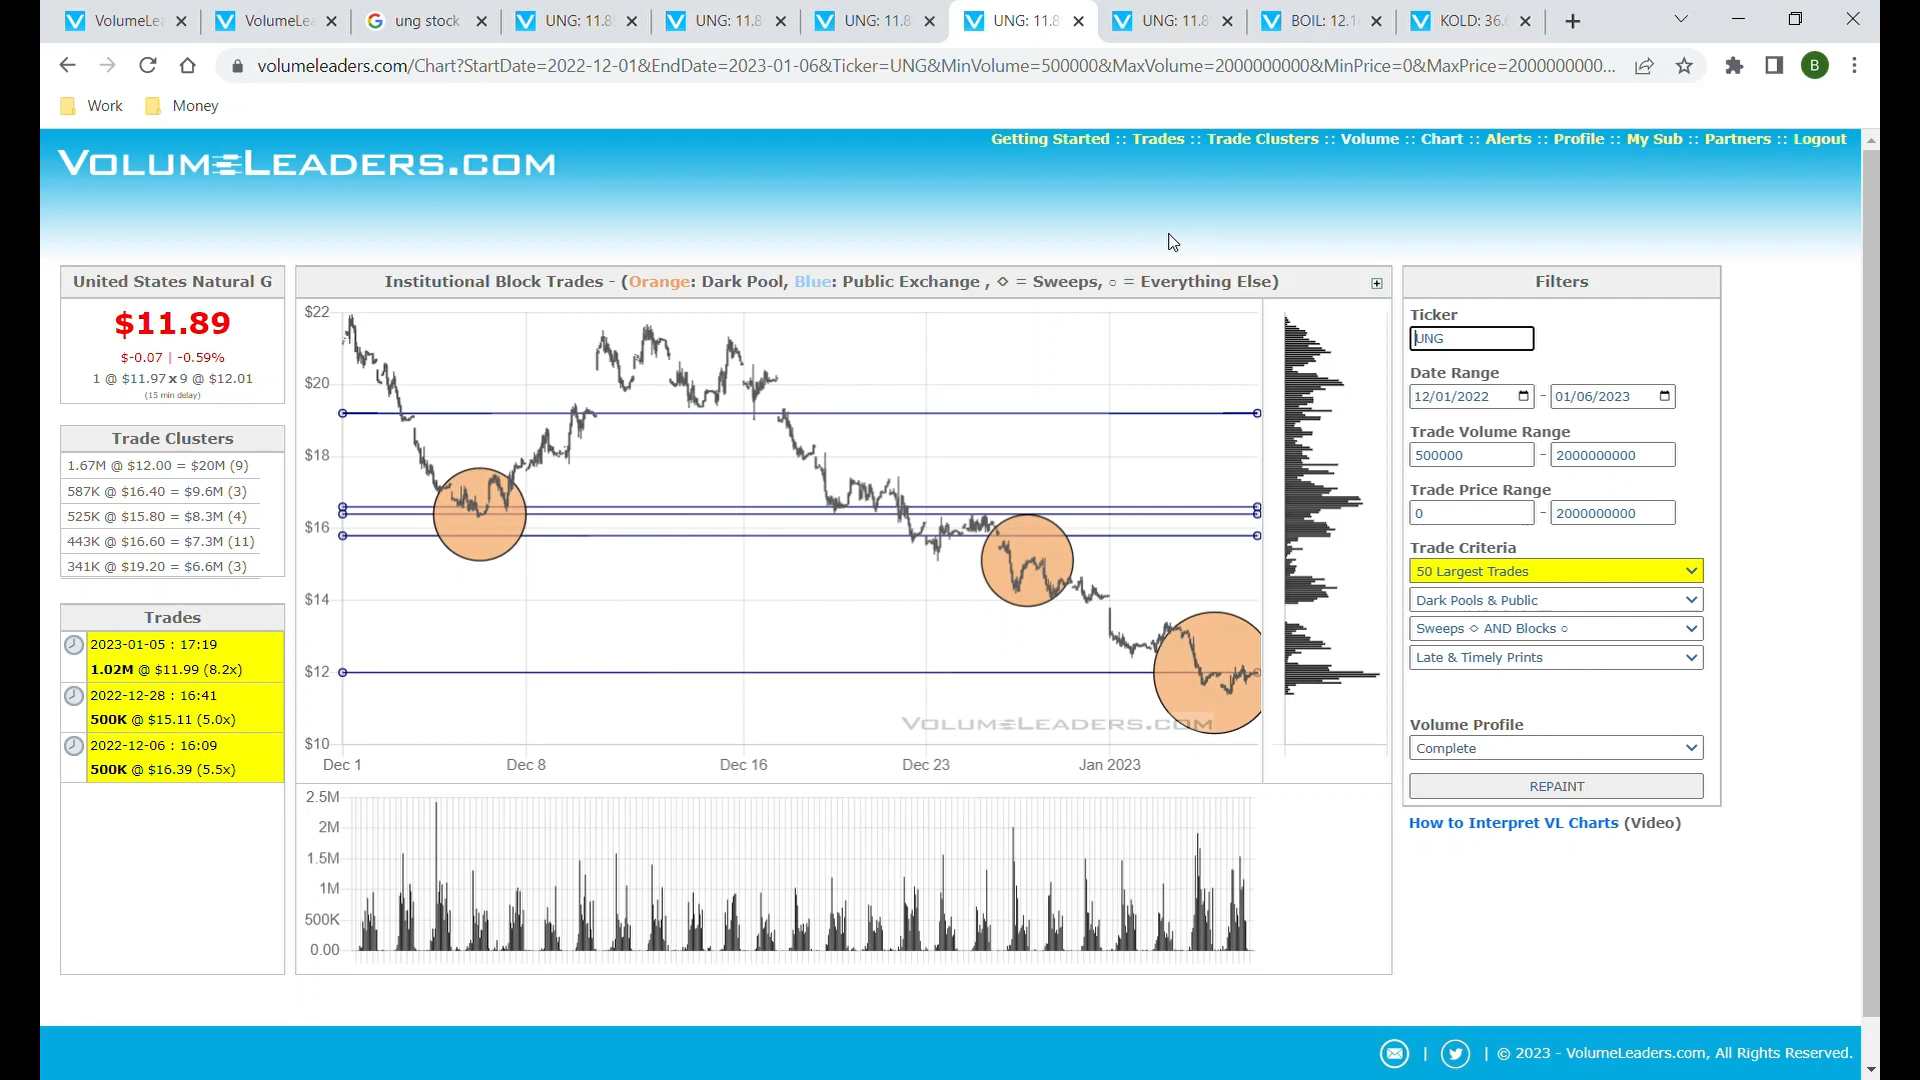 VolumeLea
VolumeLea
ung stock
UNG: 11.8
UNG: 11.8
UNG: 11.8
UNG: 11.8
UNG: 11.8
BOIL: 12.1
KOLD: 36.6
volumeleaders.com/Chart?StartDate=2022-12-01&EndDate=2023-01-06&Ticker=UNG&MinVolume=500000&MaxVolume=2000000000&MinPrice=0&MaxPrice=2000000000...
B
Work
Money
Getting Started :: Trades :: Trade Clusters :: Volume :: Chart :: Alerts :: Profile :: My Sub :: Partners :: Logout
VOLUMELEADERS.COM
United States Natural G
$11.89
$-0.07 | -0.59%
1 @ $11.97 x 9 @ $12.01
(15 min delay)
Trade Clusters
1.67M @ $12.00 = $20M (9)
587K @ $16.40 = $9.6M (3)
525K @ $15.80 = $8.3M (4)
443K @ $16.60 = $7.3M (11)
341K @ $19.20 = $6.6M (3)
Trades
2023-01-05 : 17:19
1.02M @ $11.99 (8.2x)
2022-12-28 : 16:41
500K @ $15.11 (5.0x)
2022-12-06 : 16:09
500K @ $16.39 (5.5x)
Institutional Block Trades - (Orange: Dark Pool, Blue: Public Exchange , ◇ = Sweeps, ○ = Everything Else)
$22
$20
$18
$16
$14
$12
$10
VOLUMELEADERS.COM
Dec 1
Dec 8
Dec 16
Dec 23
Jan 2023
2.5M
2M
1.5M
1M
500K
0.00
Filters
Ticker
UNG
Date Range
12/01/2022 - 01/06/2023
Trade Volume Range
500000 - 2000000000
Trade Price Range
0 - 2000000000
Trade Criteria
50 Largest Trades
Dark Pools & Public
Sweeps ◇ AND Blocks ○
Late & Timely Prints
Volume Profile
Complete
REPAINT
How to Interpret VL Charts (Video)
| | © 2023 - VolumeLeaders.com, All Rights Reserved.